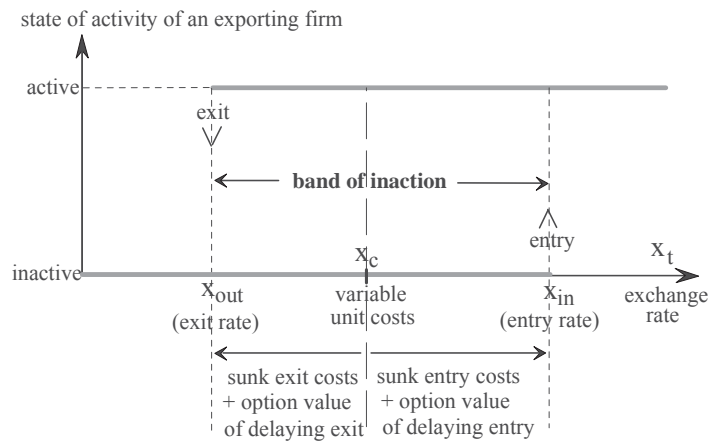 state of activity of an exporting firm
active
exit
band of inaction
entry
x_c
x_t
inactive
x_out
variable
x_in
exchange
(exit rate)
unit costs
(entry rate)
rate
sunk exit costs
+ option value
of delaying exit
sunk entry costs
+ option value
of delaying entry